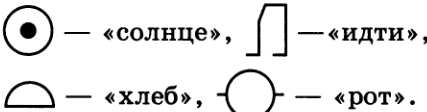 — «солнце», — «идти»,
— «хлеб», — «рот».